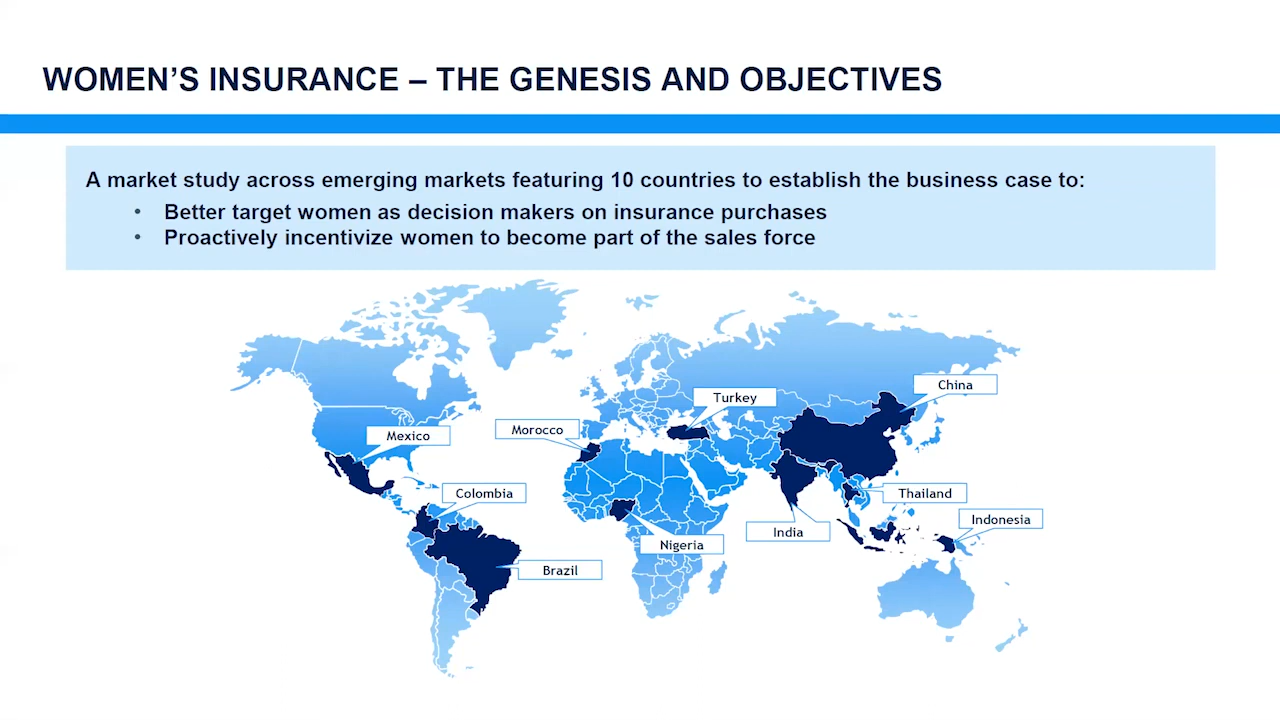 WOMEN'S INSURANCE – THE GENESIS AND OBJECTIVES
A market study across emerging markets featuring 10 countries to establish the business case to:
• Better target women as decision makers on insurance purchases
• Proactively incentivize women to become part of the sales force
China
Turkey
Morocco
Mexico
Colombia
Thailand
Indonesia
India
Nigeria
Brazil